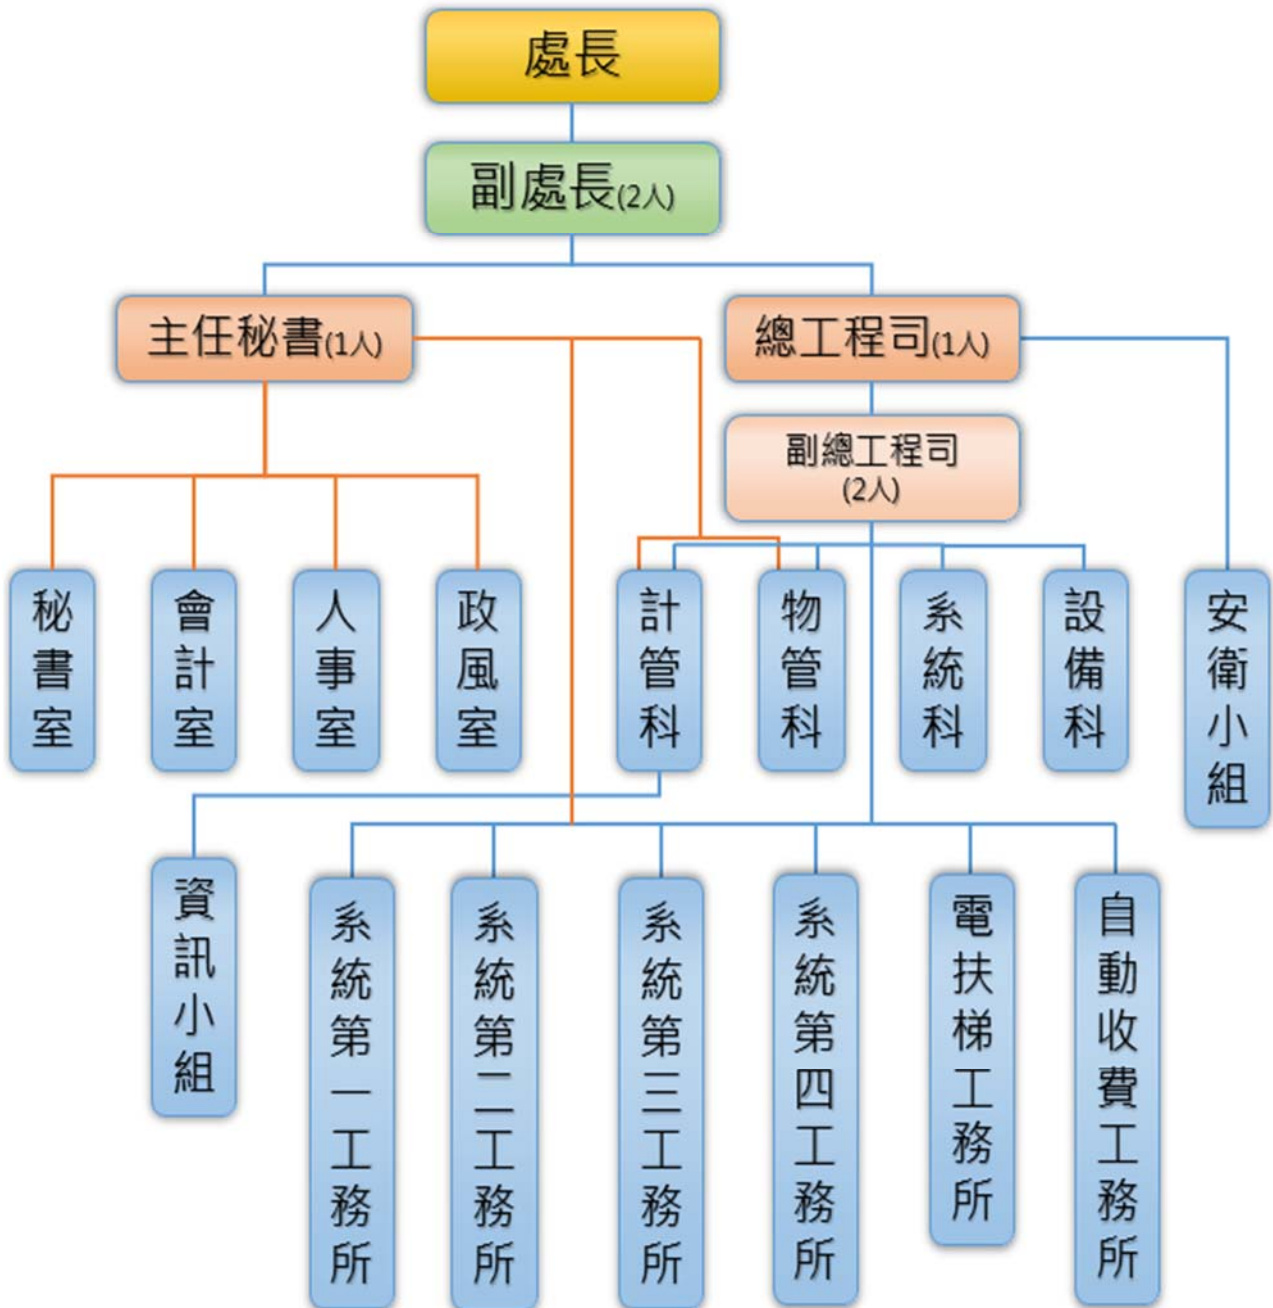 處長
副處長(2人)
主任秘書(1人)
總工程司(1人)
副總工程司
(2人)
秘書室
會計室
人事室
政風室
計管科
物管科
系統科
設備科
安衛小組
資訊小組
系統第一工務所
系統第二工務所
系統第三工務所
系統第四工務所
電扶梯工務所
自動收費工務所